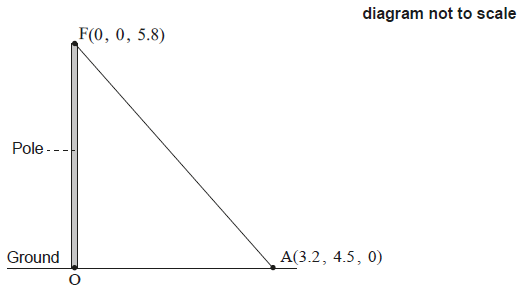 diagram not to scale
F(0, 0, 5.8)
Pole
Ground
A(3.2, 4.5, 0)
O